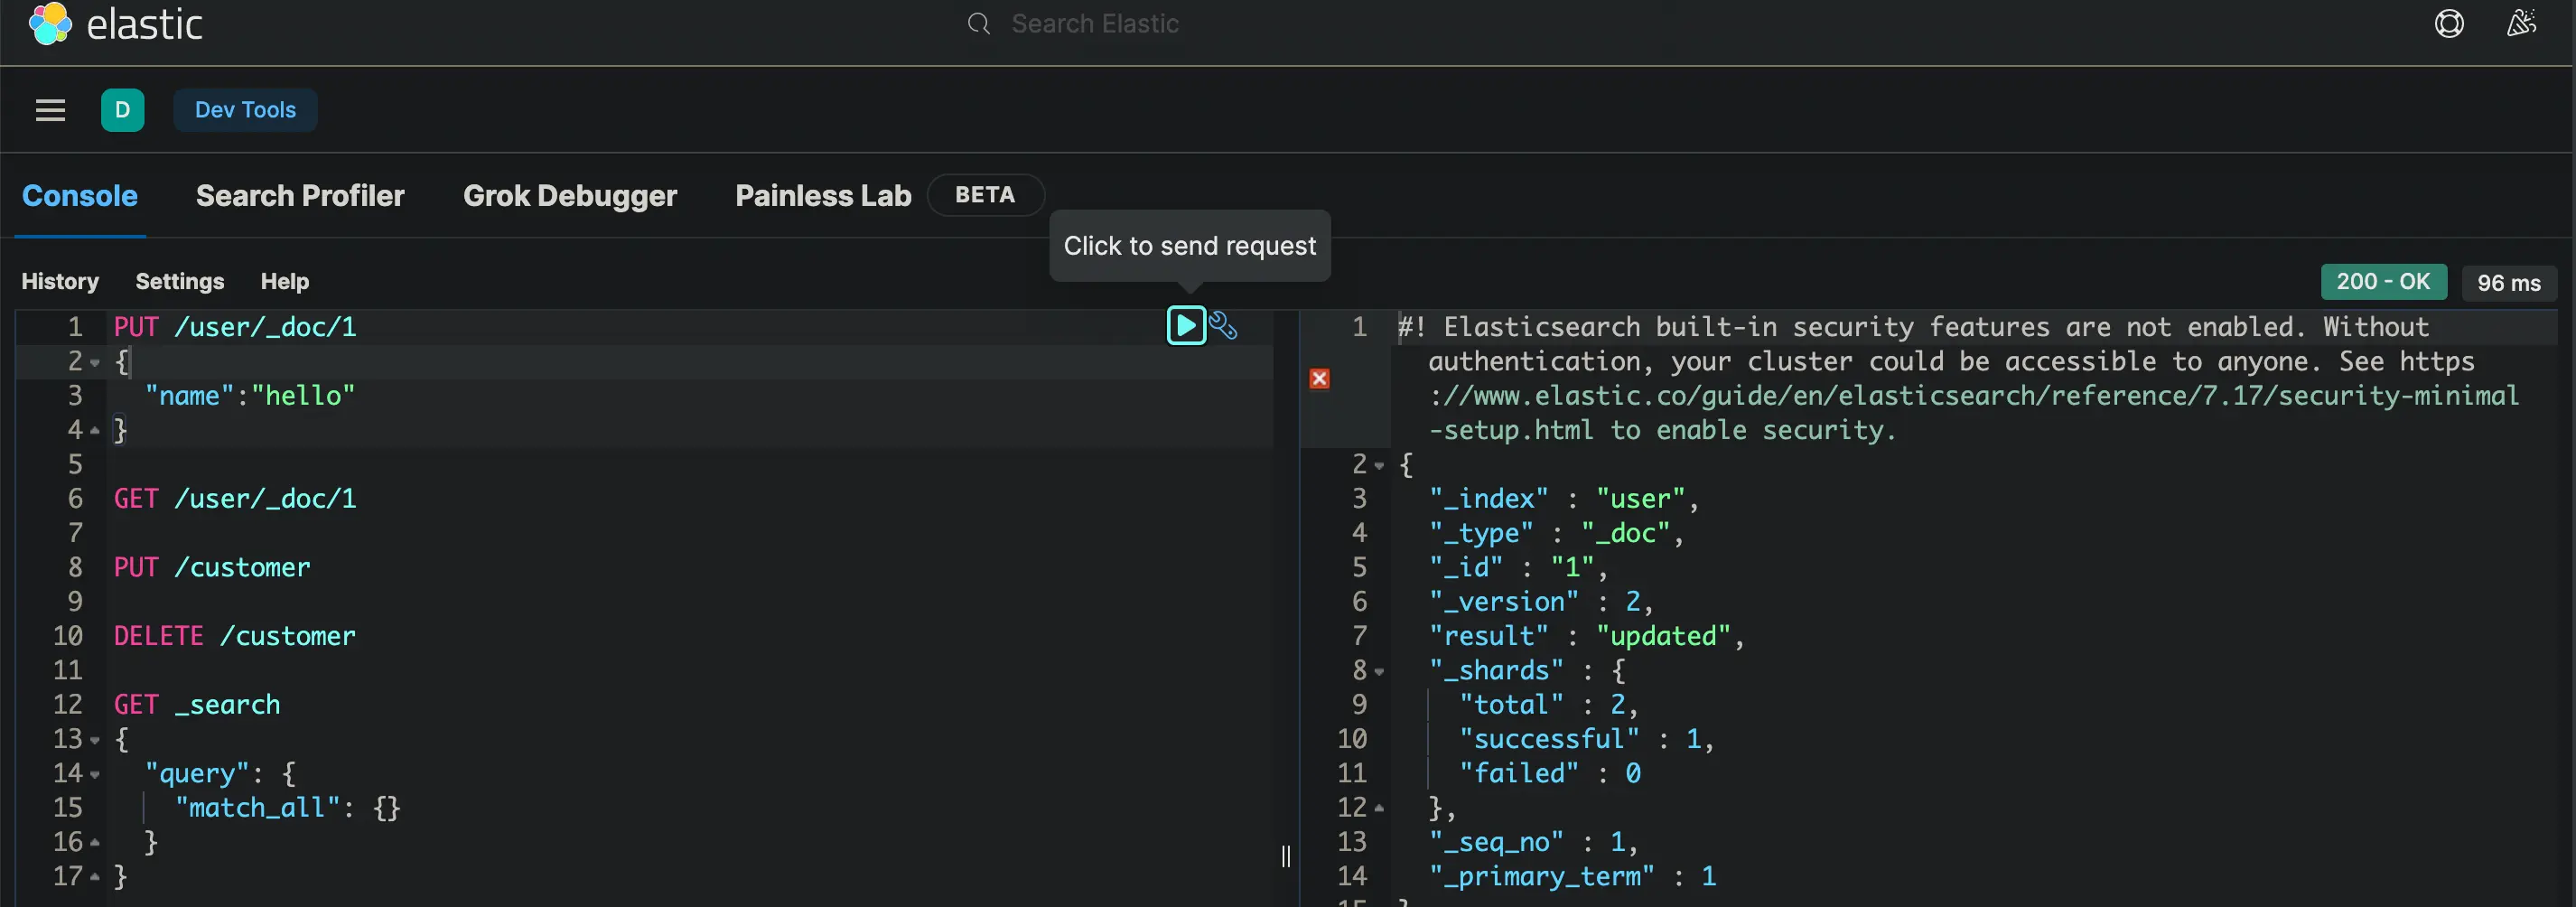 elastic
Search Elastic
D
Dev Tools
Console
Search Profiler
Grok Debugger
Painless Lab
BETA
Click to send request
History
Settings
Help
200 - OK
96 ms
1 PUT /user/_doc/1
2 {
3 "name":"hello"
4 }
5
6 GET /user/_doc/1
7
8 PUT /customer
9
10 DELETE /customer
11
12 GET _search
13 {
14 "query": {
15 "match_all": {}
16 }
17 }
1 #! Elasticsearch built-in security features are not enabled. Without
authentication, your cluster could be accessible to anyone. See https
://www.elastic.co/guide/en/elasticsearch/reference/7.17/security-minimal
-setup.html to enable security.
2 {
3 "_index" : "user",
4 "_type" : "_doc",
5 "_id" : "1",
6 "_version" : 2,
7 "result" : "updated",
8 "_shards" : {
9 "total" : 2,
10 "successful" : 1,
11 "failed" : 0
12 },
13 "_seq_no" : 1,
14 "_primary_term" : 1
15 }